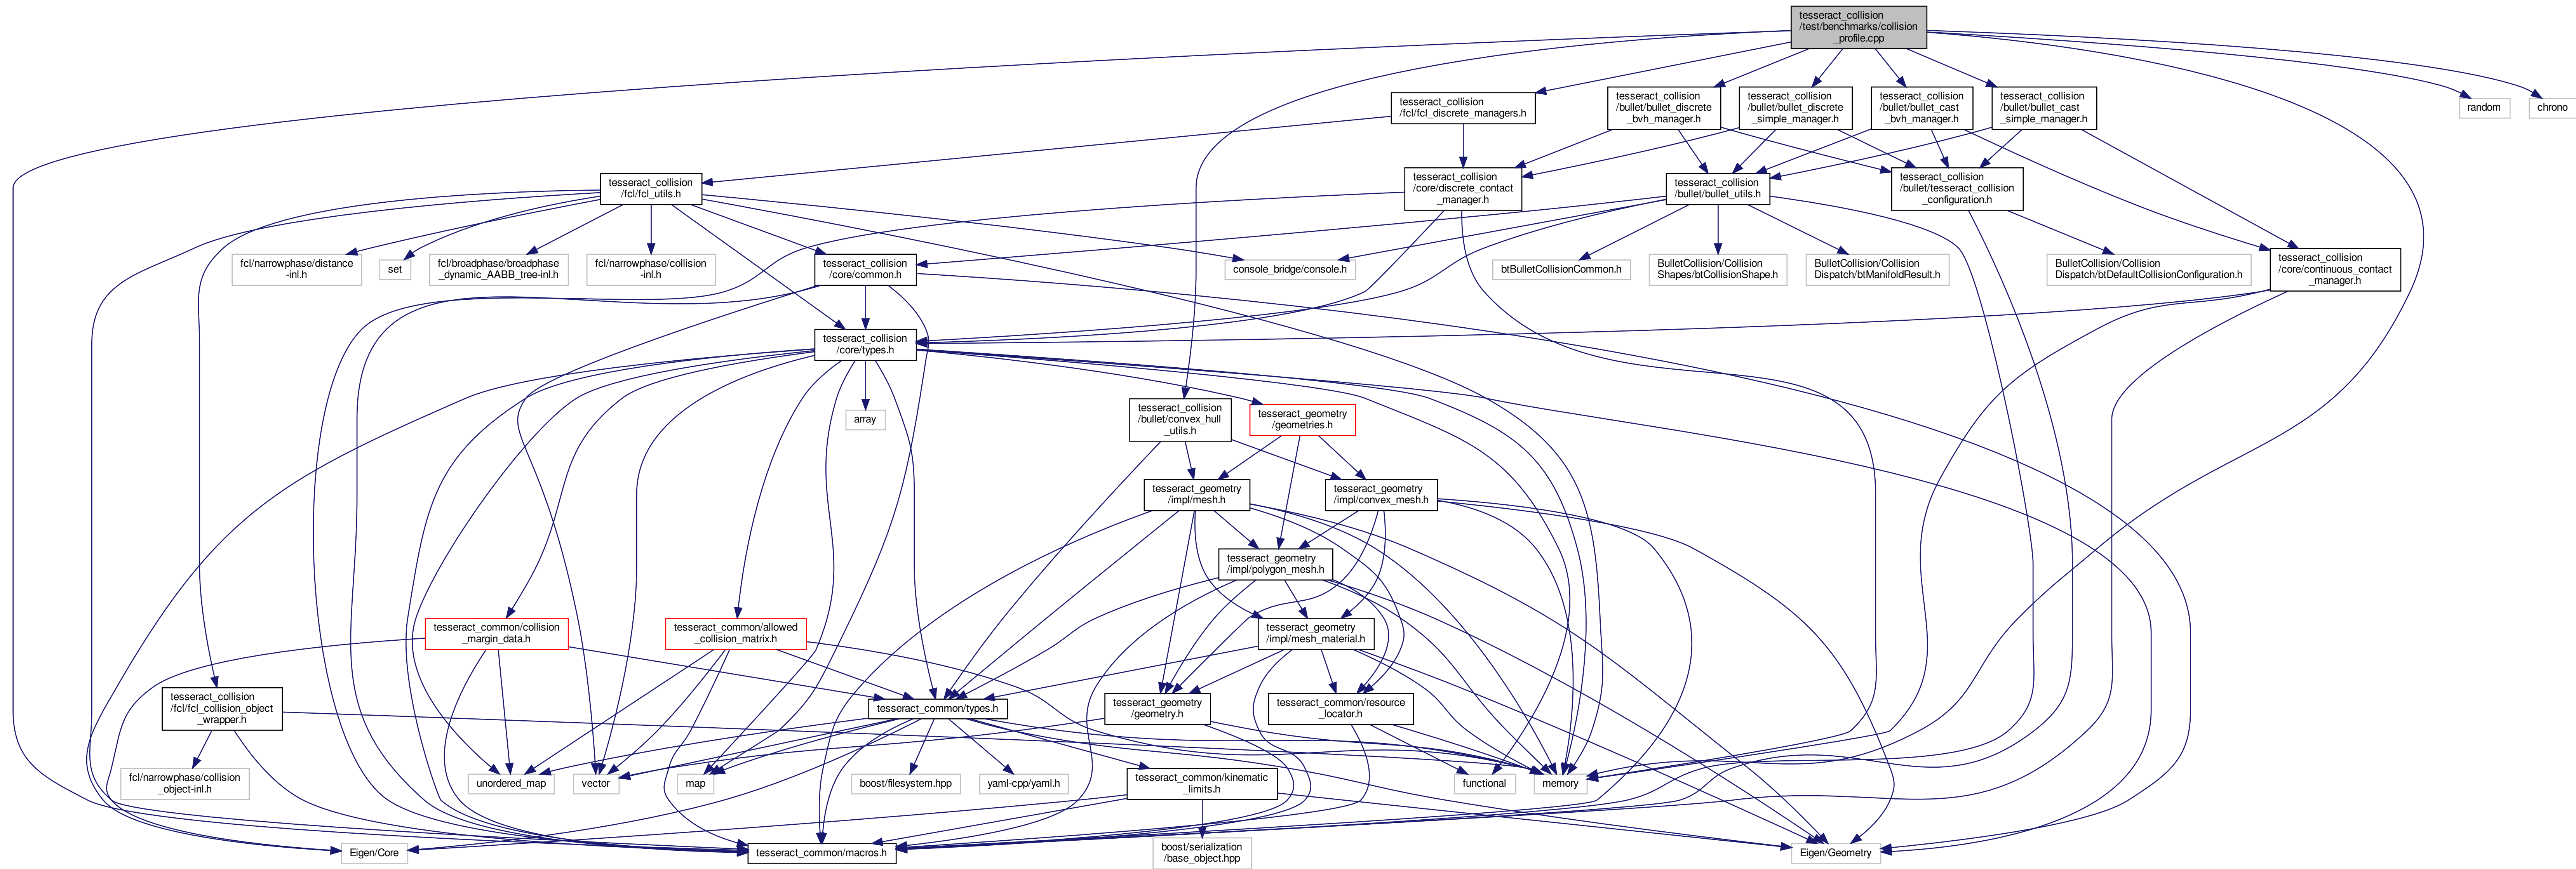 tesseract_collision
/test/benchmarks/collision
_profile.cpp
tesseract_collision
/fcl/fcl_discrete_managers.h
tesseract_collision
/bullet/bullet_discrete
_bvh_manager.h
tesseract_collision
/bullet/bullet_discrete
_simple_manager.h
tesseract_collision
/bullet/bullet_cast
_bvh_manager.h
tesseract_collision
/bullet/bullet_cast
_simple_manager.h
random
chrono
tesseract_collision
/fcl/fcl_utils.h
tesseract_collision
/core/discrete_contact
_manager.h
tesseract_collision
/bullet/bullet_utils.h
tesseract_collision
/bullet/tesseract_collision
_configuration.h
fcl/narrowphase/distance
-inl.h
set
fcl/broadphase/broadphase
_dynamic_AABB_tree-inl.h
fcl/narrowphase/collision
-inl.h
tesseract_collision
/core/common.h
console_bridge/console.h
btBulletCollisionCommon.h
BulletCollision/Collision
Shapes/btCollisionShape.h
BulletCollision/Collision
Dispatch/btManifoldResult.h
BulletCollision/Collision
Dispatch/btDefaultCollisionConfiguration.h
tesseract_collision
/core/continuous_contact
_manager.h
tesseract_collision
/core/types.h
array
tesseract_collision
/bullet/convex_hull
_utils.h
tesseract_geometry
/geometries.h
tesseract_geometry
/impl/mesh.h
tesseract_geometry
/impl/convex_mesh.h
tesseract_geometry
/impl/polygon_mesh.h
tesseract_common/collision
_margin_data.h
tesseract_common/allowed
_collision_matrix.h
tesseract_geometry
/impl/mesh_material.h
tesseract_collision
/fcl/fcl_collision_object
_wrapper.h
tesseract_common/types.h
tesseract_geometry
/geometry.h
tesseract_common/resource
_locator.h
fcl/narrowphase/collision
_object-inl.h
unordered_map
vector
map
boost/filesystem.hpp
yaml-cpp/yaml.h
tesseract_common/kinematic
_limits.h
functional
memory
Eigen/Core
tesseract_common/macros.h
boost/serialization
/base_object.hpp
Eigen/Geometry